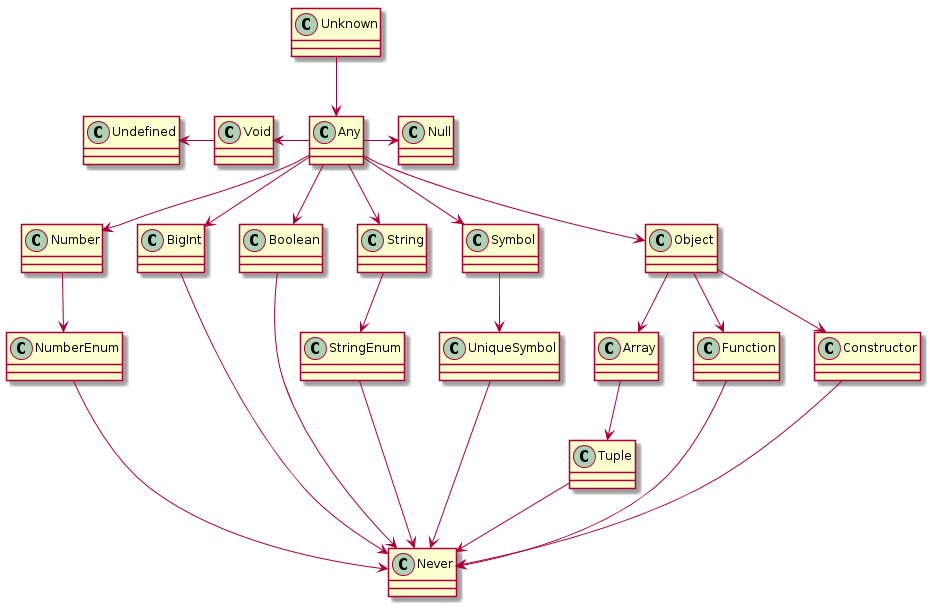 C Unknown
C Undefined
C Void
C Any
C Null
C Number
C BigInt
C Boolean
C String
C Symbol
C Object
C NumberEnum
C StringEnum
C UniqueSymbol
C Array
C Function
C Constructor
C Tuple
C Never